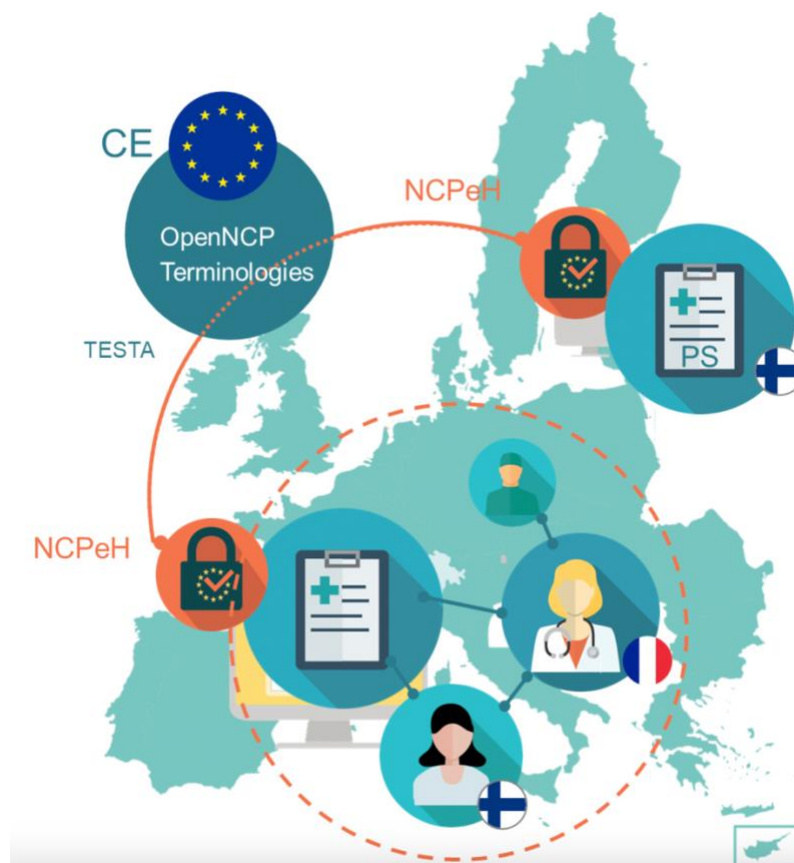 CE
OpenNCP
Terminologies
NCPeH
PS
TESTA
NCPeH